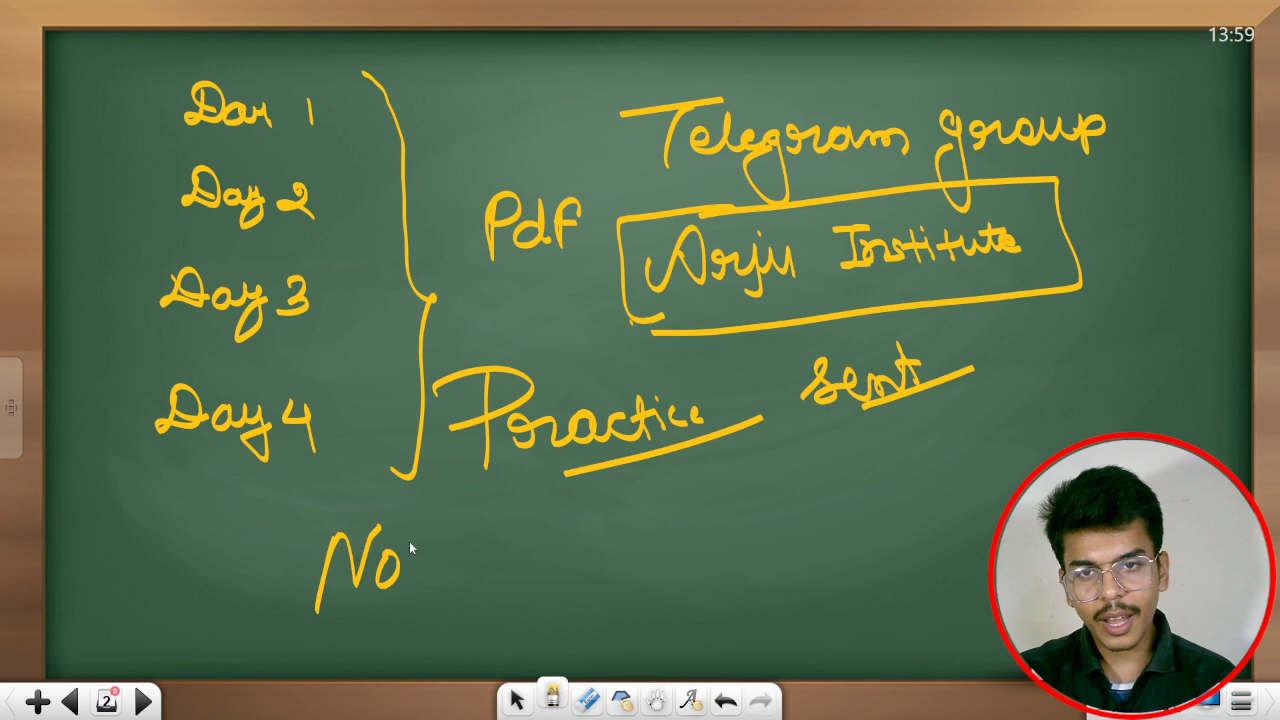 13:59
Day 1
Day 2
Day 3
Day 4
Pdf
Telegram group
Arju Institute
Practice sent
No
2
0